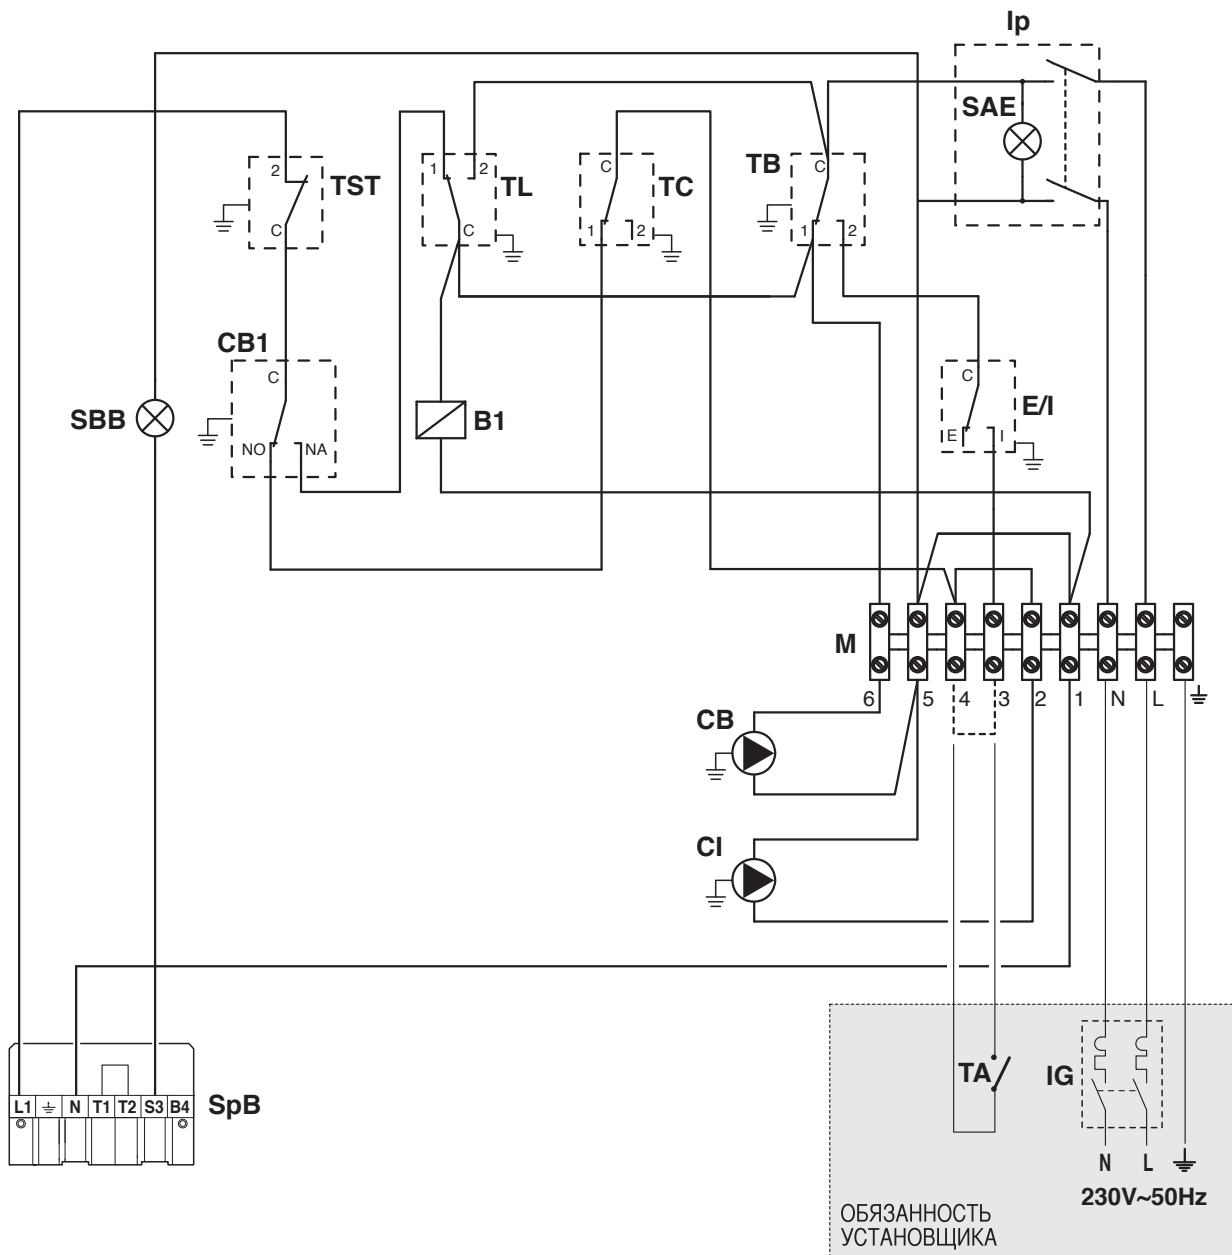 Ip
SAE
TST
2
C
TL
1
2
C
TC
C
1
2
TB
C
1
2
CB1
C
NO
NA
SBB
B1
E/I
C
E
I
M
6
5
4
3
2
1
N
L
CB
CI
TA
IG
L1
N
T1
T2
S3
B4
SpB
N
L
230V~50Hz
ОБЯЗАННОСТЬ
УСТАНОВЩИКА